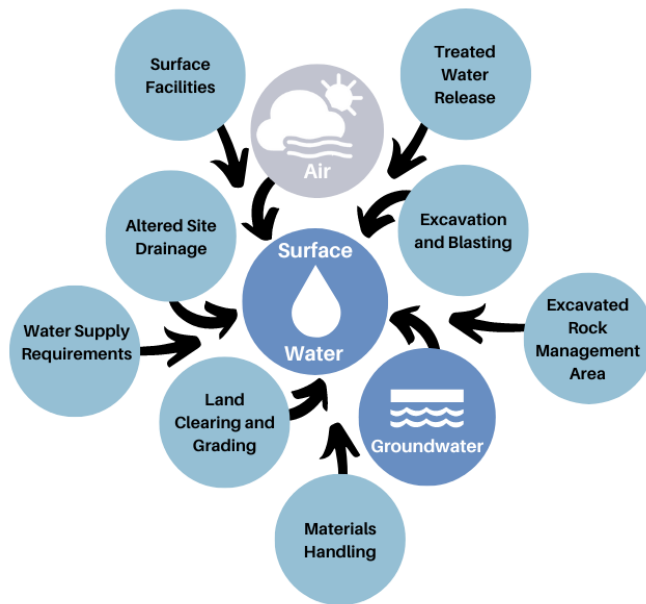 Surface
Facilities
Treated
Water
Release
Air
Altered Site
Drainage
Excavation
and Blasting
Surface
Water
Water Supply
Requirements
Excavated
Rock
Management
Area
Land
Clearing and
Grading
Groundwater
Materials
Handling